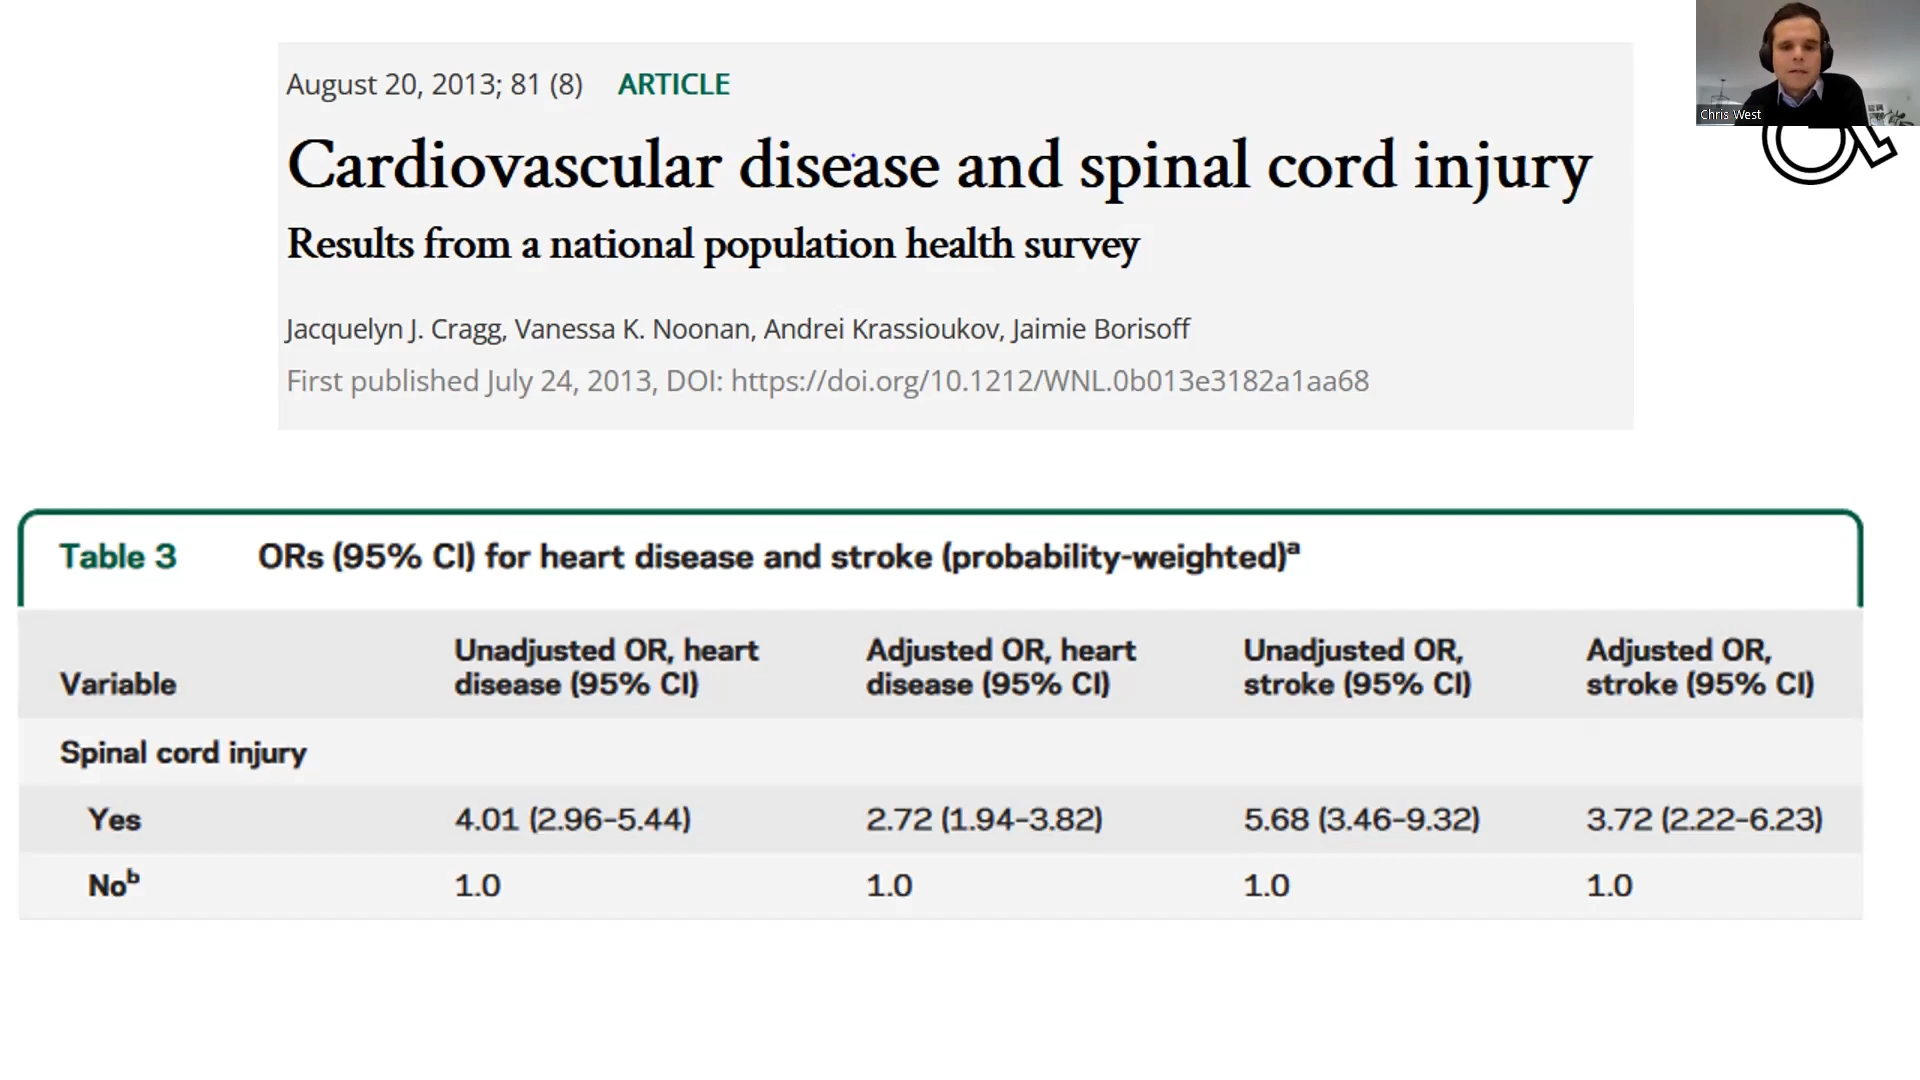 August 20, 2013; 81 (8) ARTICLE
Cardiovascular disease and spinal cord injury
Results from a national population health survey
Jacquelyn J. Cragg, Vanessa K. Noonan, Andrei Krassioukov, Jaimie Borisoff
First published July 24, 2013, DOI: https://doi.org/10.1212/WNL.0b013e3182a1aa68
Chris West
Table 3 ORs (95% CI) for heart disease and stroke (probability-weighted)ᵃ
Variable Unadjusted OR, heart disease (95% CI) Adjusted OR, heart disease (95% CI) Unadjusted OR, stroke (95% CI) Adjusted OR, stroke (95% CI)
Spinal cord injury
Yes 4.01 (2.96–5.44) 2.72 (1.94–3.82) 5.68 (3.46–9.32) 3.72 (2.22–6.23)
Noᵇ 1.0 1.0 1.0 1.0